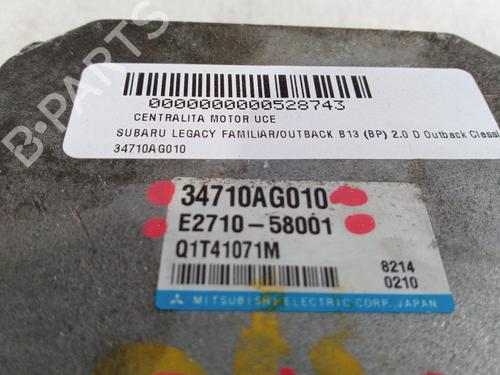 B-PARTS
0000000000528743
CENTRALITA MOTOR UCE
SUBARU LEGACY FAMILIAR/OUTBACK B13 (BP) 2.0 D Outback Classi
34710AG010
34710AG010
E2710-58001
Q1T41071M
8214
0210
MITSUBISHI ELECTRIC CORP., JAPAN